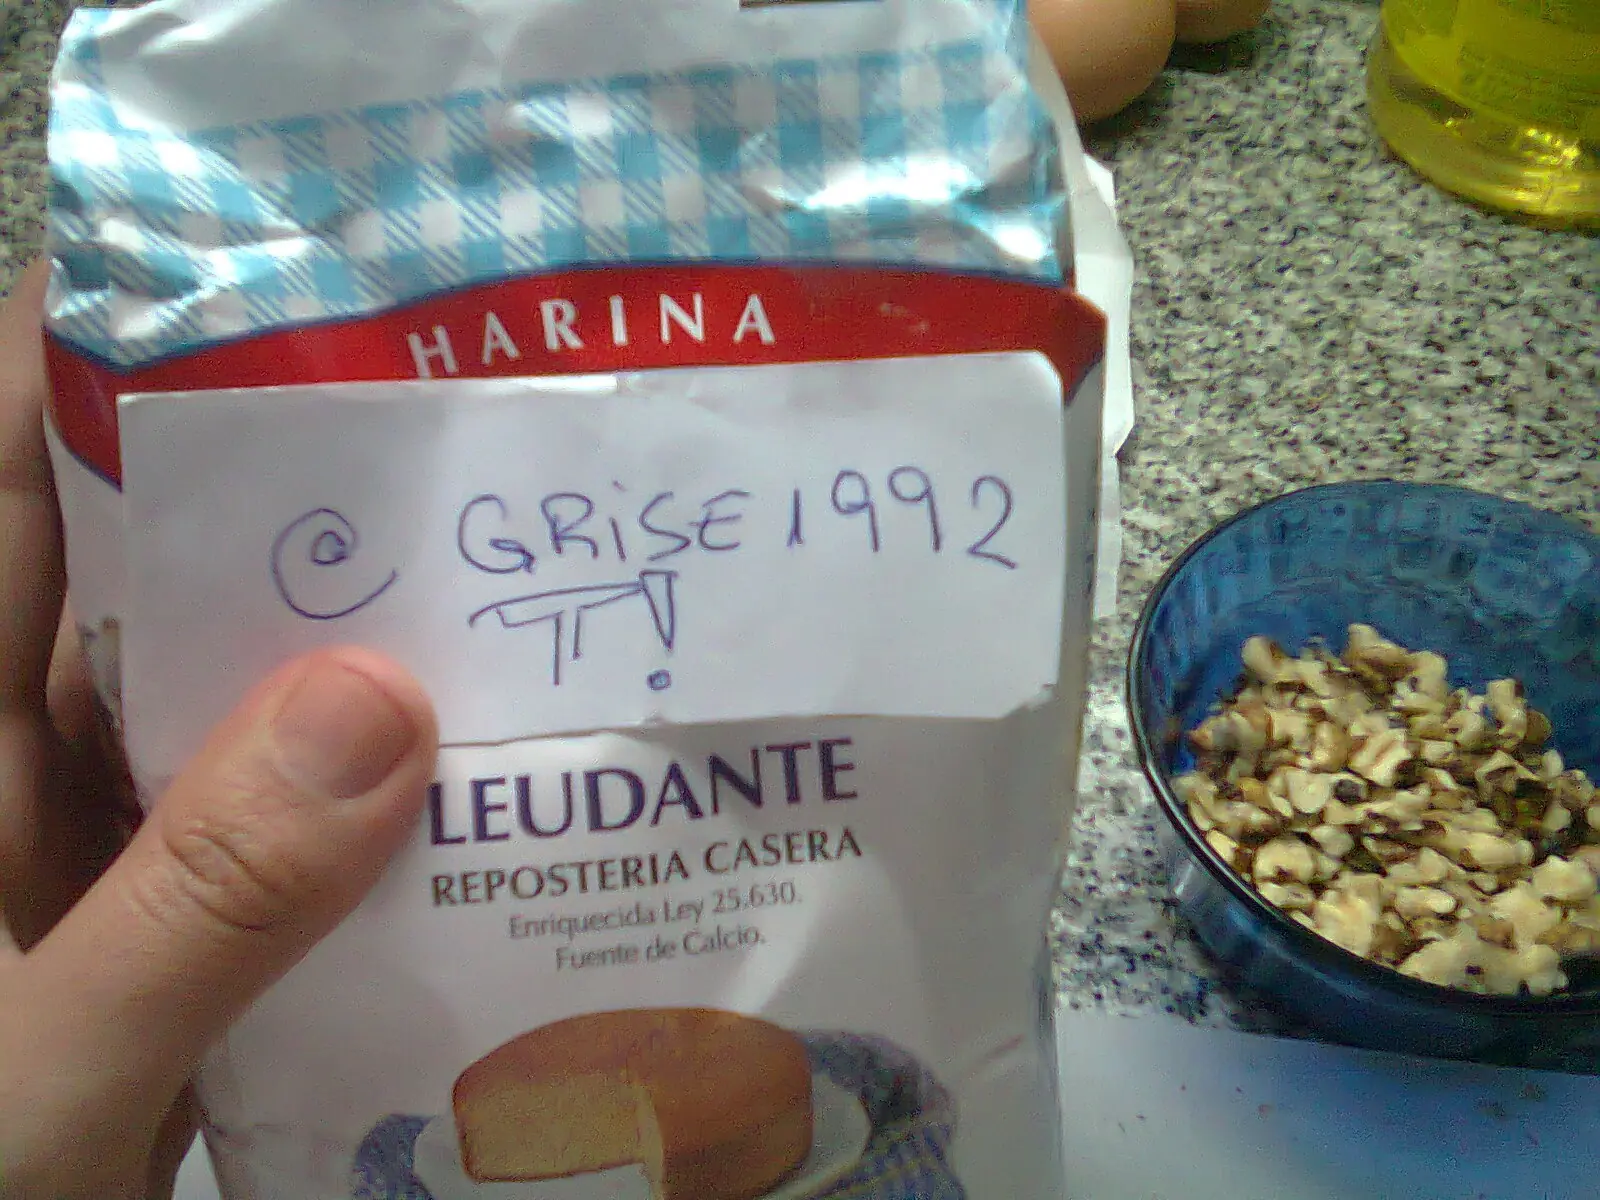 HARINA
@ GRiSE1992
T!
LEUDANTE
REPOSTERIA CASERA
Enriquecida Ley 25.630.
Fuente de Calcio.